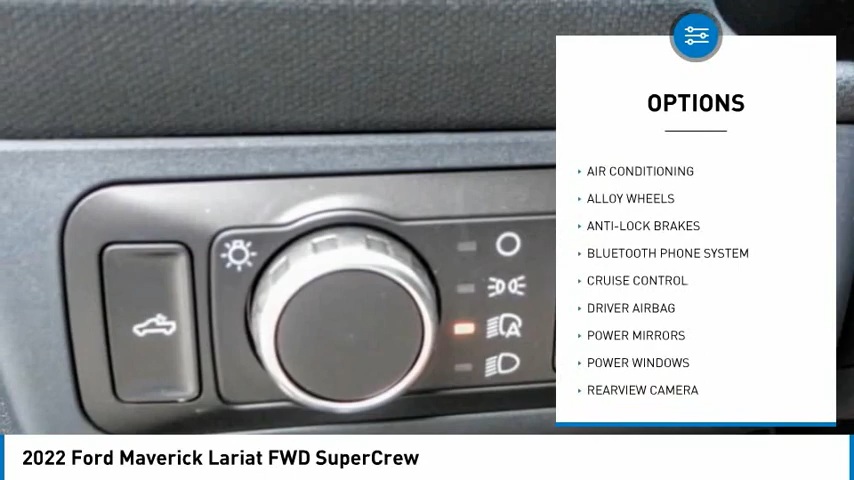 OPTIONS
AIR CONDITIONING
ALLOY WHEELS
ANTI-LOCK BRAKES
BLUETOOTH PHONE SYSTEM
CRUISE CONTROL
DRIVER AIRBAG
POWER MIRRORS
POWER WINDOWS
REARVIEW CAMERA
2022 Ford Maverick Lariat FWD SuperCrew